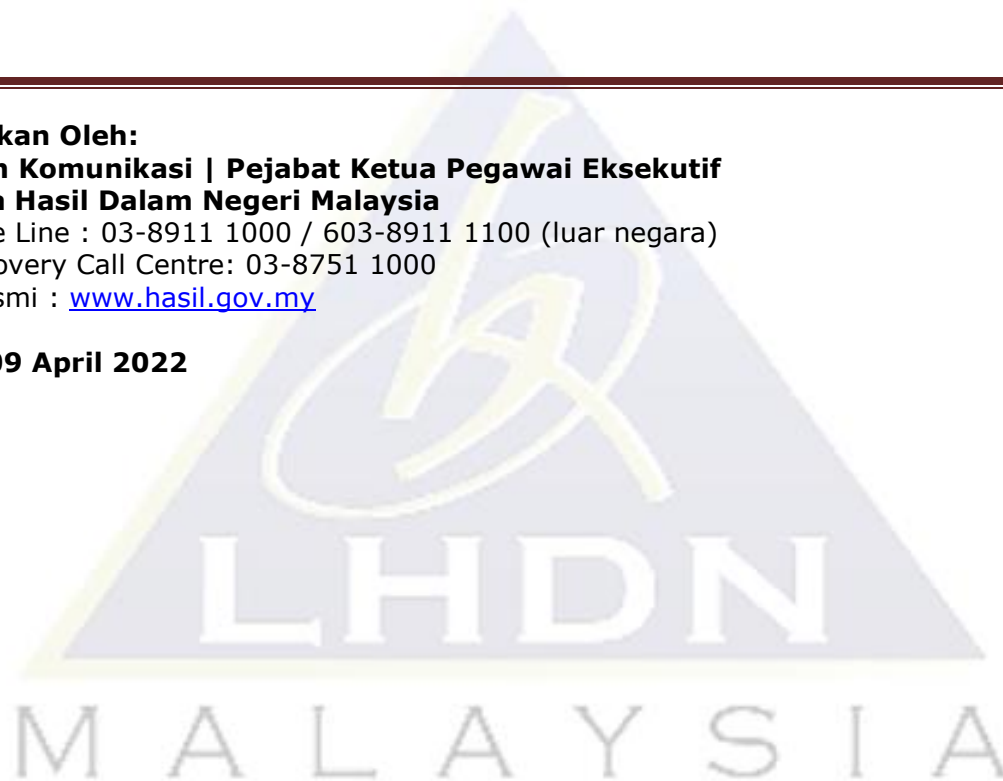 kan Oleh:
n Komunikasi | Pejabat Ketua Pegawai Eksekutif
a Hasil Dalam Negeri Malaysia
e Line : 03-8911 1000 / 603-8911 1100 (luar negara)
overy Call Centre: 03-8751 1000
smi : www.hasil.gov.my
09 April 2022
LHDN
MALAYSIA